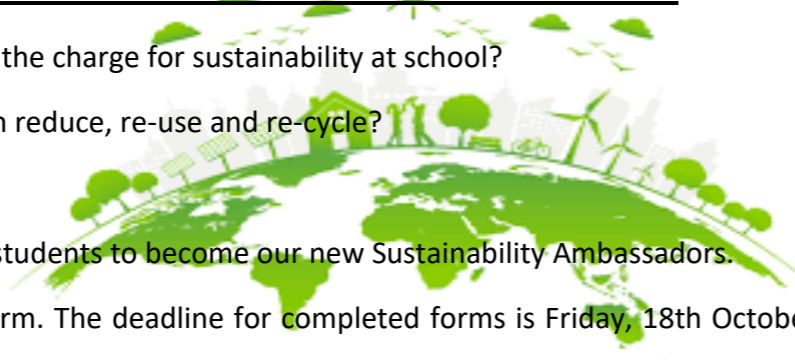 the charge for sustainability at school?
reduce, re-use and re-cycle?
students to become our new Sustainability Ambassadors.
rm. The deadline for completed forms is Friday, 18th Octobe